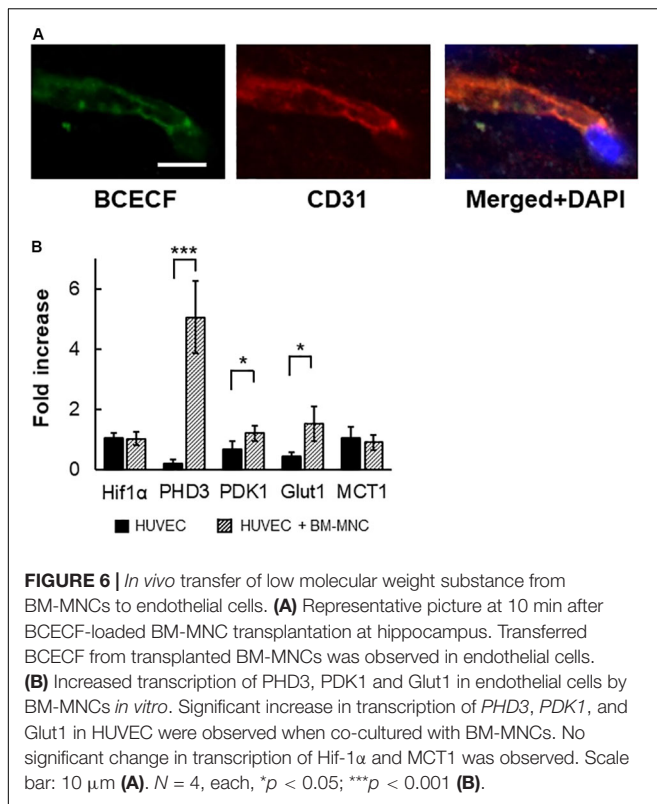 A
BCECF CD31 Merged+DAPI
B
***
6
*
*
4
Fold increase
2
0
Hif1α PHD3 PDK1 Glut1 MCT1
HUVEC HUVEC + BM-MNC
FIGURE 6 | In vivo transfer of low molecular weight substance from
BM-MNCs to endothelial cells. (A) Representative picture at 10 min after
BCECF-loaded BM-MNC transplantation at hippocampus. Transferred
BCECF from transplanted BM-MNCs was observed in endothelial cells.
(B) Increased transcription of PHD3, PDK1 and Glut1 in endothelial cells by
BM-MNCs in vitro. Significant increase in transcription of PHD3, PDK1, and
Glut1 in HUVEC were observed when co-cultured with BM-MNCs. No
significant change in transcription of Hif-1α and MCT1 was observed. Scale
bar: 10 μm (A). N = 4, each, *p < 0.05; ***p < 0.001 (B).